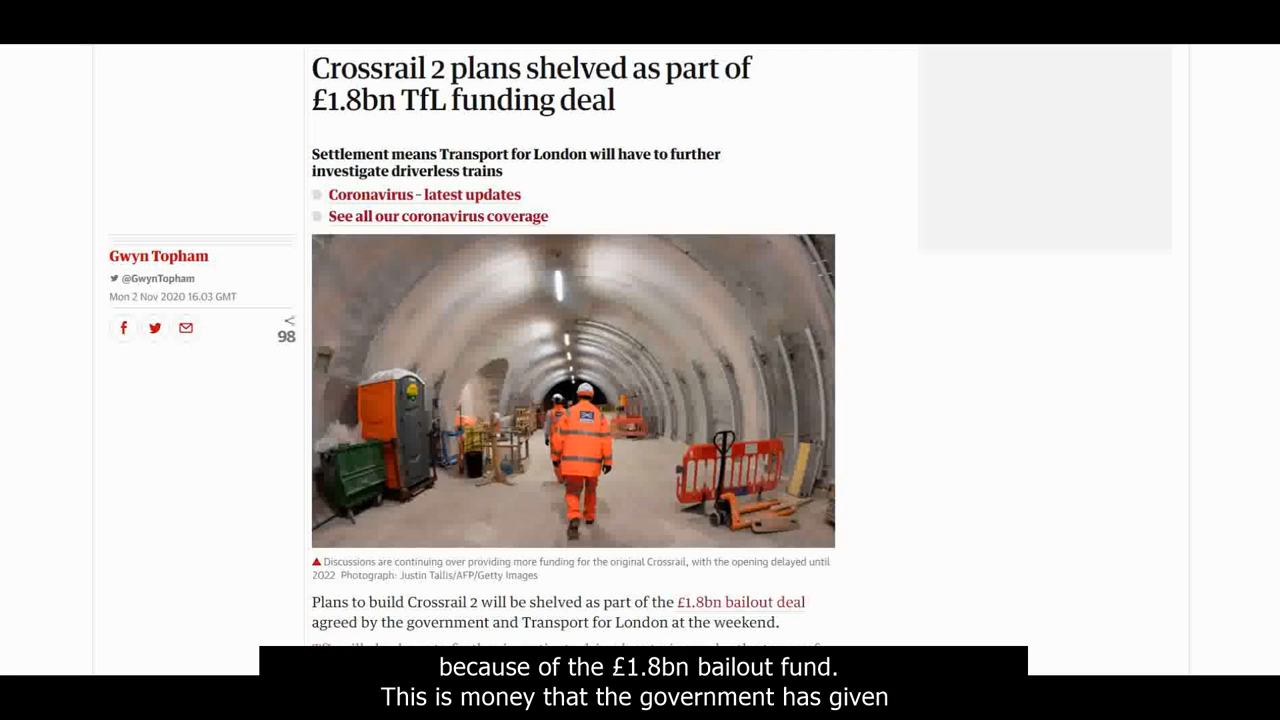 Crossrail 2 plans shelved as part of
£1.8bn TfL funding deal
Settlement means Transport for London will have to further
investigate driverless trains
Coronavirus – latest updates
See all our coronavirus coverage
Gwyn Topham
@GwynTopham
Mon 2 Nov 2020 16.03 GMT
98
Discussions are continuing over providing more funding for the original Crossrail, with the opening delayed until
2022 Photograph: Justin Tallis/AFP/Getty Images
Plans to build Crossrail 2 will be shelved as part of the £1.8bn bailout deal
agreed by the government and Transport for London at the weekend.
because of the £1.8bn bailout fund.
This is money that the government has given